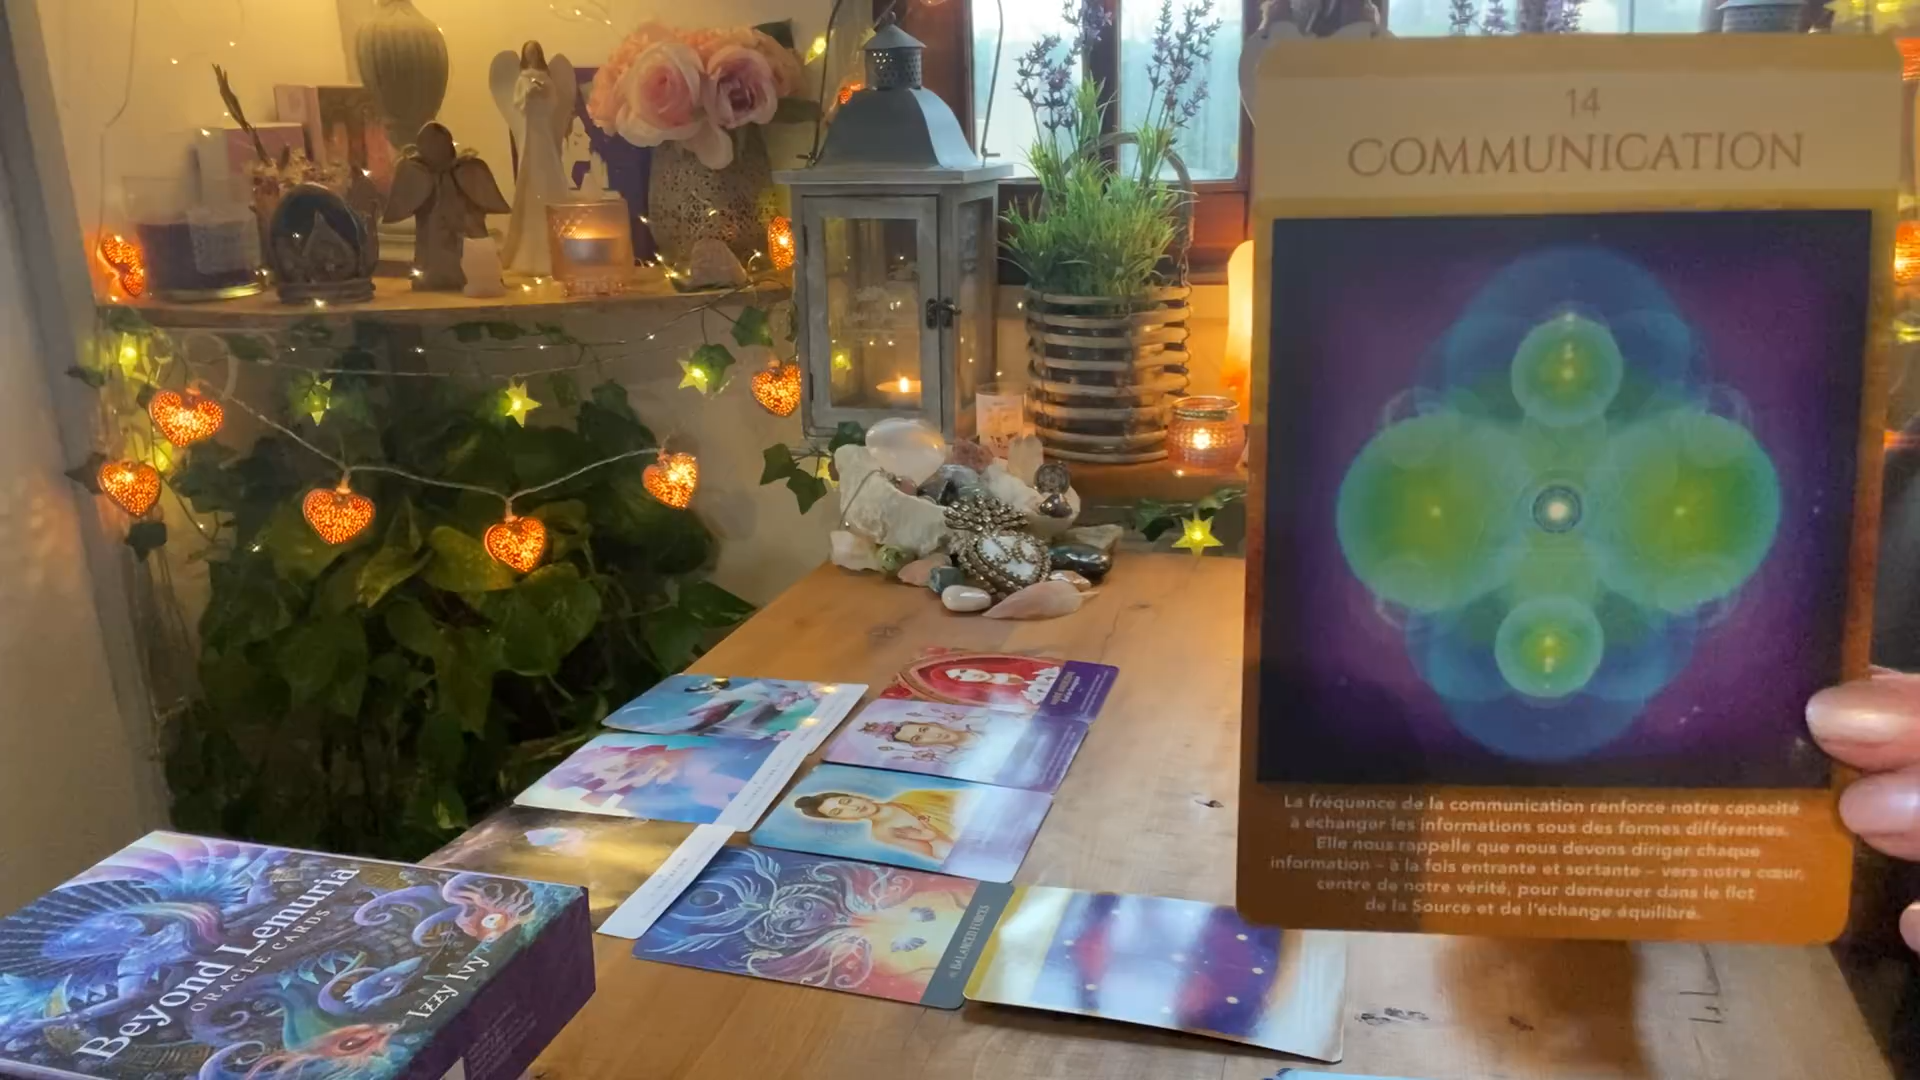 14
COMMUNICATION
La fréquence de la communication renforce notre capacité
à échanger les informations sous des formes différentes.
Elle nous rappelle que nous devons diriger chaque
information – à la fois entrante et sortante – vers notre cœur,
centre de notre vérité, pour demeurer dans le flot
de la Source et de l'échange équilibré.
BALANCED FORCES
Beyond Lemuria
ORACLE CARDS
Izzy Ivy